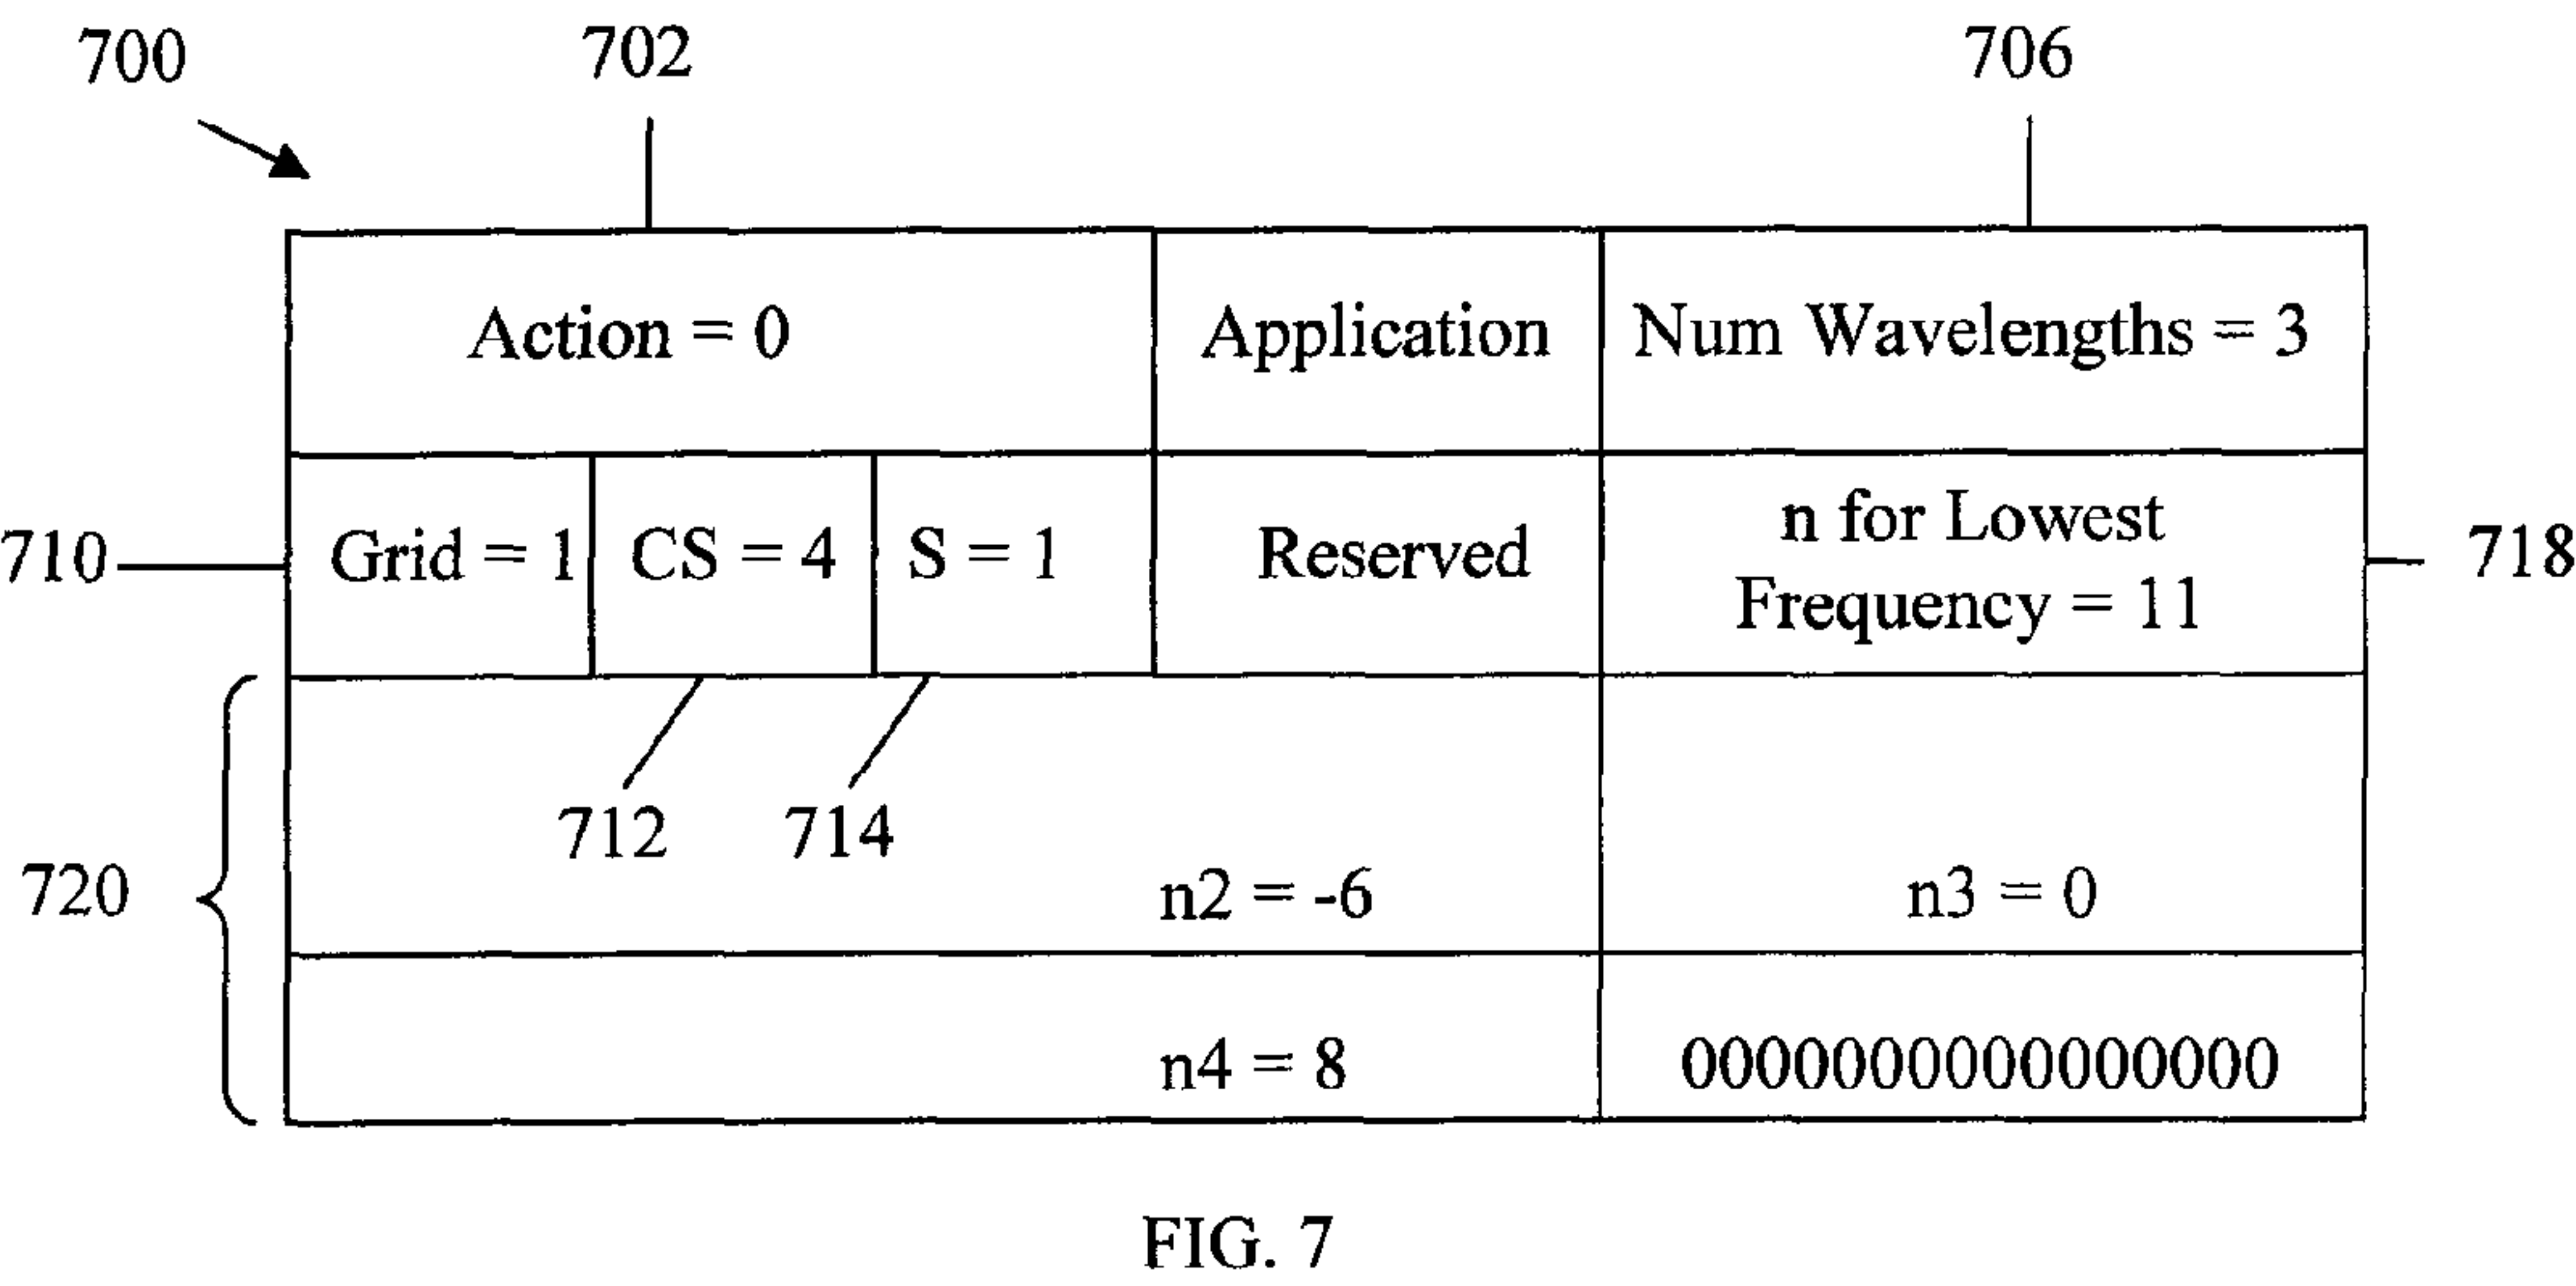 700
702
706
Action = 0
Application
Num Wavelengths = 3
710
Grid = 1
CS = 4
S = 1
Reserved
n for Lowest
Frequency = 11
718
712
714
720
n2 = -6
n3 = 0
n4 = 8
0000000000000000
FIG. 7